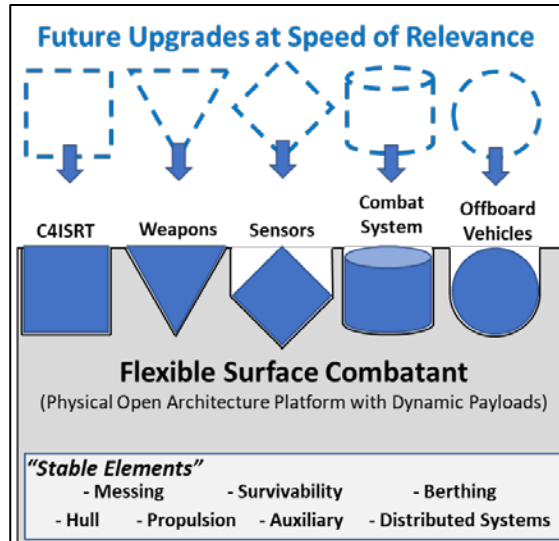 Future Upgrades at Speed of Relevance
C4ISRT
Weapons
Sensors
Combat
System
Offboard
Vehicles
Flexible Surface Combatant
(Physical Open Architecture Platform with Dynamic Payloads)
“Stable Elements”
- Messing - Survivability - Berthing
- Hull - Propulsion - Auxiliary - Distributed Systems